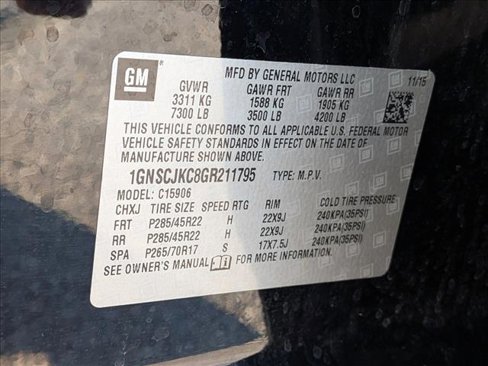 GM
MFD BY GENERAL MOTORS LLC 11/15
GVWR GAWR FRT GAWR RR
3311 KG 1588 KG 1905 KG
7300 LB 3500 LB 4200 LB
THIS VEHICLE CONFORMS TO ALL APPLICABLE U.S. FEDERAL MOTOR
VEHICLE SAFETY STANDARDS IN EFFECT ON THE DATE OF
MANUFACTURE SHOWN ABOVE.
1GNSCJKC8GR211795 TYPE: M.P.V.
MODEL: C15906
CHXJ TIRE SIZE SPEED RTG RIM COLD TIRE PRESSURE
FRT P285/45R22 H 22X9J 240KPA(35PSI)
RR P285/45R22 H 22X9J 240KPA(35PSI)
SPA P265/70R17 S 17X7.5J 240KPA(35PSI)
SEE OWNER'S MANUAL FOR MORE INFORMATION.